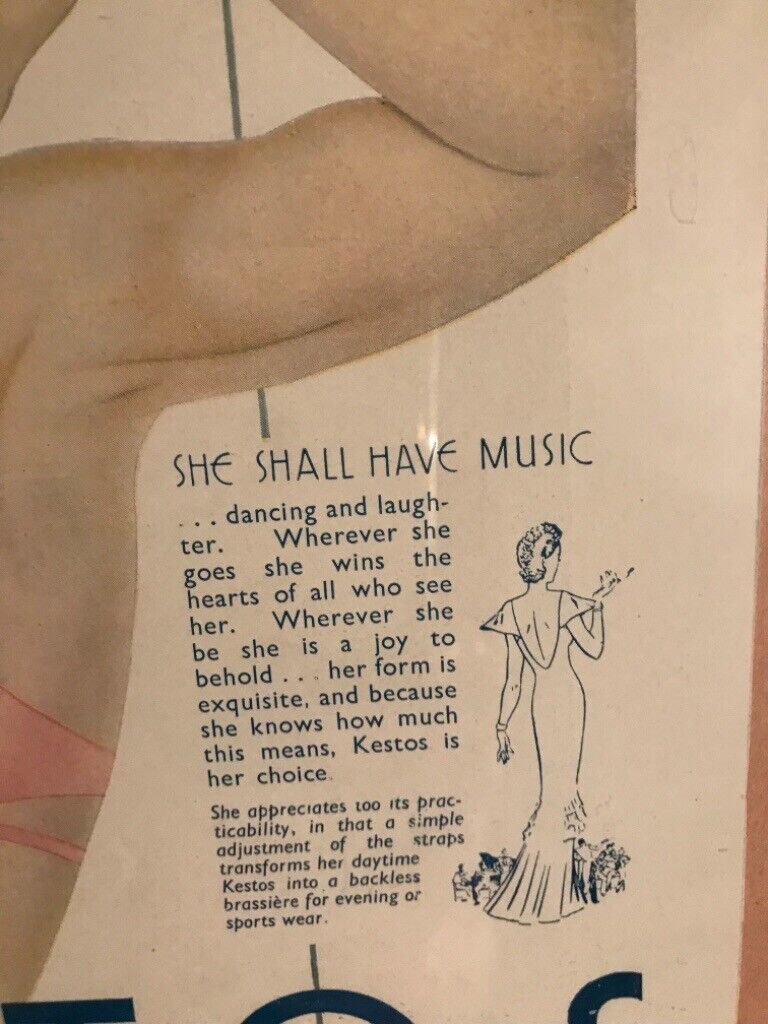 SHE SHALL HAVE MUSIC
. . . dancing and laugh-
ter. Wherever she
goes she wins the
hearts of all who see
her. Wherever she
be she is a joy to
behold . . . her form is
exquisite, and because
she knows how much
this means, Kestos is
her choice.
She appreciates too its prac-
ticability, in that a simple
adjustment of the straps
transforms her daytime
Kestos into a backless
brassière for evening or
sports wear.